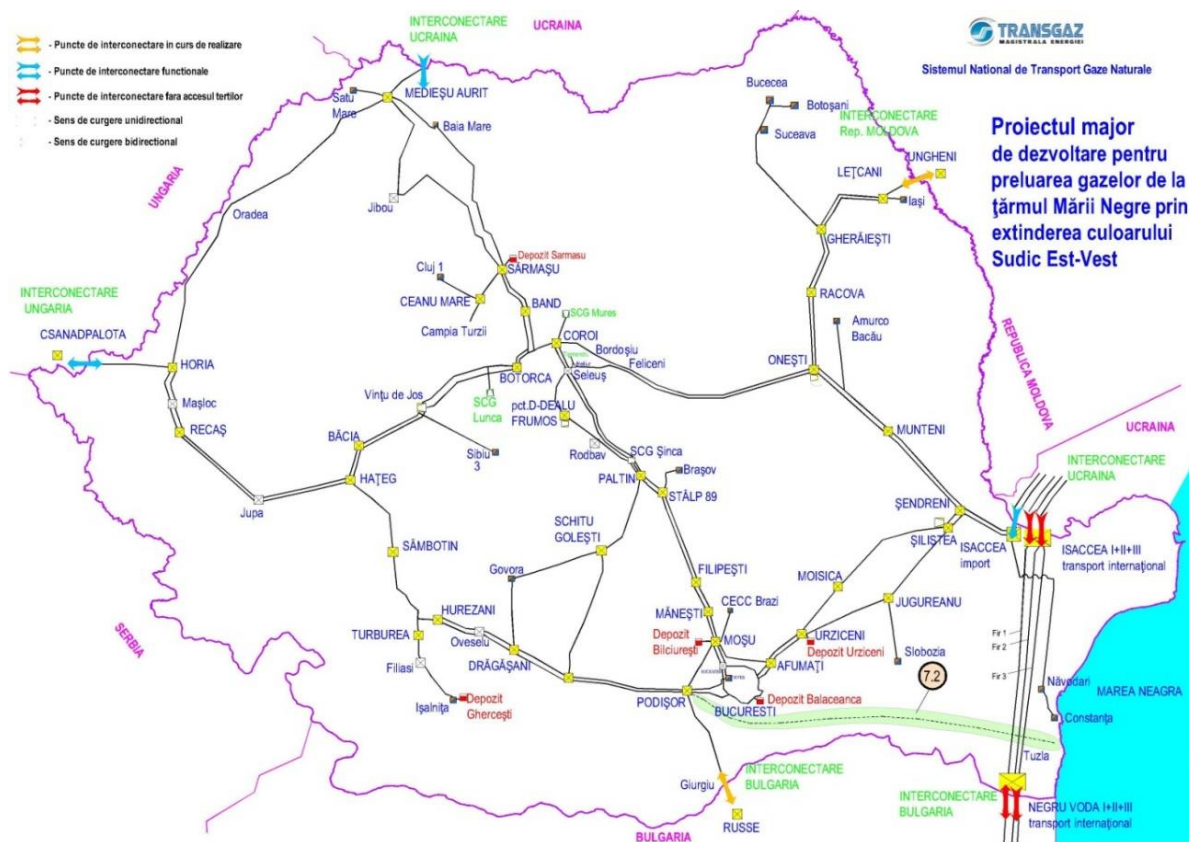 - Puncte de interconectare in curs de realizare
- Puncte de interconectare functionale
- Puncte de interconectare fara accesul tertilor
- Sens de curgere unidirectional
- Sens de curgere bidirectional
INTERCONECTARE
UCRAINA
UCRAINA
TRANSGAZ
MAGISTRALA ENERGIEI
Sistemul National de Transport Gaze Naturale
Proiectul major
de dezvoltare pentru
preluarea gazelor de la
ţărmul Mării Negre prin
extinderea culoarului
Sudic Est-Vest
Satu
Mare
MEDIEŞU AURIT
Baia Mare
Bucecea
Botoşani
Suceava
INTERCONECTARE
Rep. MOLDOVA
UNGHENI
LEŢCANI
Iaşi
UNGARIA
Oradea
Jibou
GHERĂIEŞTI
Depozit Sarmasu
SĂRMAŞU
Cluj 1
CEANU MARE
Campia Turzii
BAND
RACOVA
INTERCONECTARE
UNGARIA
CSANADPALOTA
SCG Mures
COROI
Bordoşiu
Feliceni
Seleuş
Amurco
Bacău
ONEŞTI
REPUBLICA MOLDOVA
HORIA
Maşloc
RECAŞ
BOTORCA
Vinţu de Jos
SCG
Lunca
pct.D-DEALU
FRUMOS
BĂCIA
Sibiu
3
Rodbav
SCG Şinca
MUNTENI
UCRAINA
INTERCONECTARE
UCRAINA
HAŢEG
Jupa
PALTIN
Braşov
STÂLP 89
ŞENDRENI
ŞILISTEA
ISACCEA
import
ISACCEA I+II+III
transport internaţional
SÂMBOTIN
SCHITU
GOLEŞTI
Govora
FILIPEŞTI
MOISICA
JUGUREANU
HUREZANI
MĂNEŞTI
CECC Brazi
TURBUREA
Oveselu
Depozit
Bilciureşti
MOŞU
URZICENI
Depozit Urziceni
Slobozia
Fir 1
Fir 2
Fir 3
SERBIA
Filiasi
DRĂGĂŞANI
AFUMAŢI
7.2
Năvodari
MAREA NEAGRA
Işalniţa
Depozit
Gherceşti
PODIŞOR
BUCURESTI
Depozit Balaceanca
Constanţa
Tuzla
Giurgiu
INTERCONECTARE
BULGARIA
RUSSE
BULGARIA
INTERCONECTARE
BULGARIA
NEGRU VODA I+II+III
transport internaţional